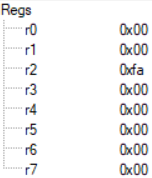 Regs
r0 0x00
r1 0x00
r2 0xfa
r3 0x00
r4 0x00
r5 0x00
r6 0x00
r7 0x00